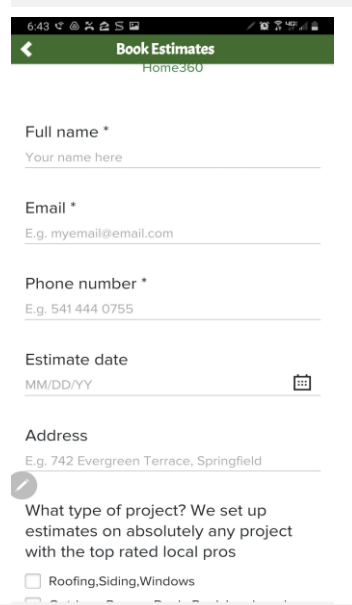 6:43
Book Estimates
Home360
Full name *
Your name here
Email *
E.g. myemail@email.com
Phone number *
E.g. 541 444 0755
Estimate date
MM/DD/YY
Address
E.g. 742 Evergreen Terrace, Springfield
What type of project? We set up
estimates on absolutely any project
with the top rated local pros
Roofing,Siding,Windows